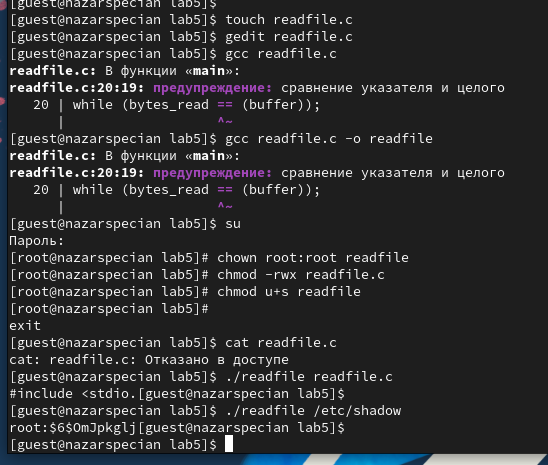 [guest@nazarspecian lab5]$
[guest@nazarspecian lab5]$ touch readfile.c
[guest@nazarspecian lab5]$ gedit readfile.c
[guest@nazarspecian lab5]$ gcc readfile.c
readfile.c: В функции «main»:
readfile.c:20:19: предупреждение: сравнение указателя и целого
20 | while (bytes_read == (buffer));
| ^~
[guest@nazarspecian lab5]$ gcc readfile.c -o readfile
readfile.c: В функции «main»:
readfile.c:20:19: предупреждение: сравнение указателя и целого
20 | while (bytes_read == (buffer));
| ^~
[guest@nazarspecian lab5]$ su
Пароль:
[root@nazarspecian lab5]# chown root:root readfile
[root@nazarspecian lab5]# chmod -rwx readfile.c
[root@nazarspecian lab5]# chmod u+s readfile
[root@nazarspecian lab5]#
exit
[guest@nazarspecian lab5]$ cat readfile.c
cat: readfile.c: Отказано в доступе
[guest@nazarspecian lab5]$ ./readfile readfile.c
#include <stdio.[guest@nazarspecian lab5]$
[guest@nazarspecian lab5]$ ./readfile /etc/shadow
root:$6$OmJpkglj[guest@nazarspecian lab5]$
[guest@nazarspecian lab5]$